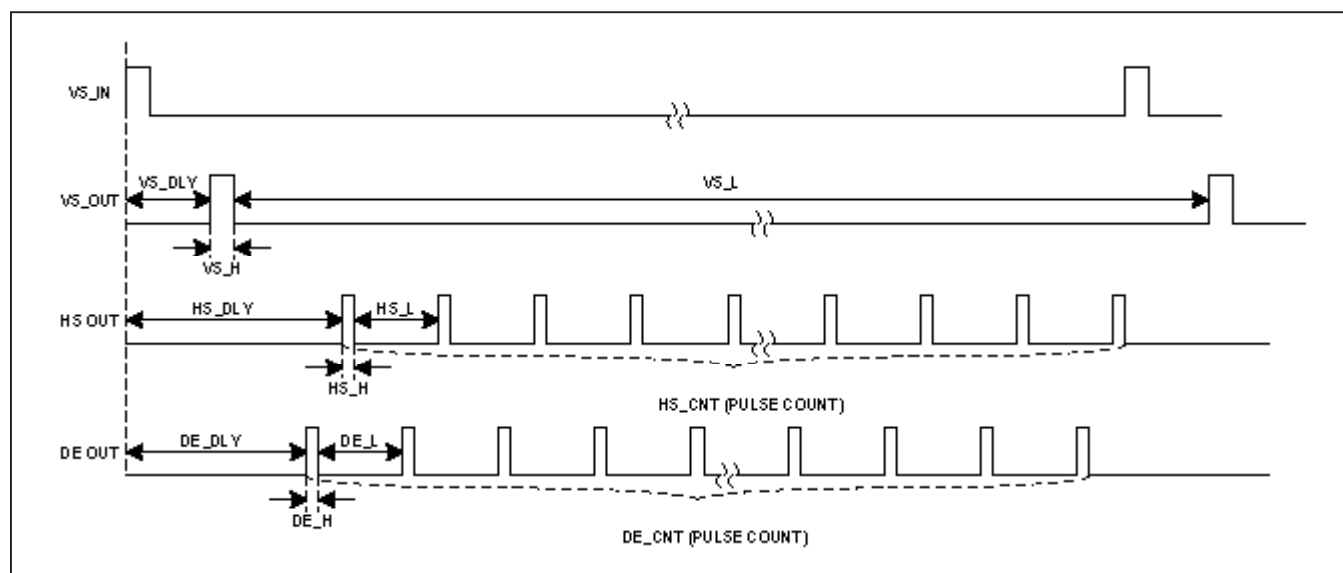 VS_IN
VS_DLY
VS_L
VS_OUT
VS_H
HS_DLY
HS_L
HS OUT
HS_H
HS_CNT (PULSE COUNT)
DE_DLY
DE_L
DE OUT
DE_H
DE_CNT (PULSE COUNT)